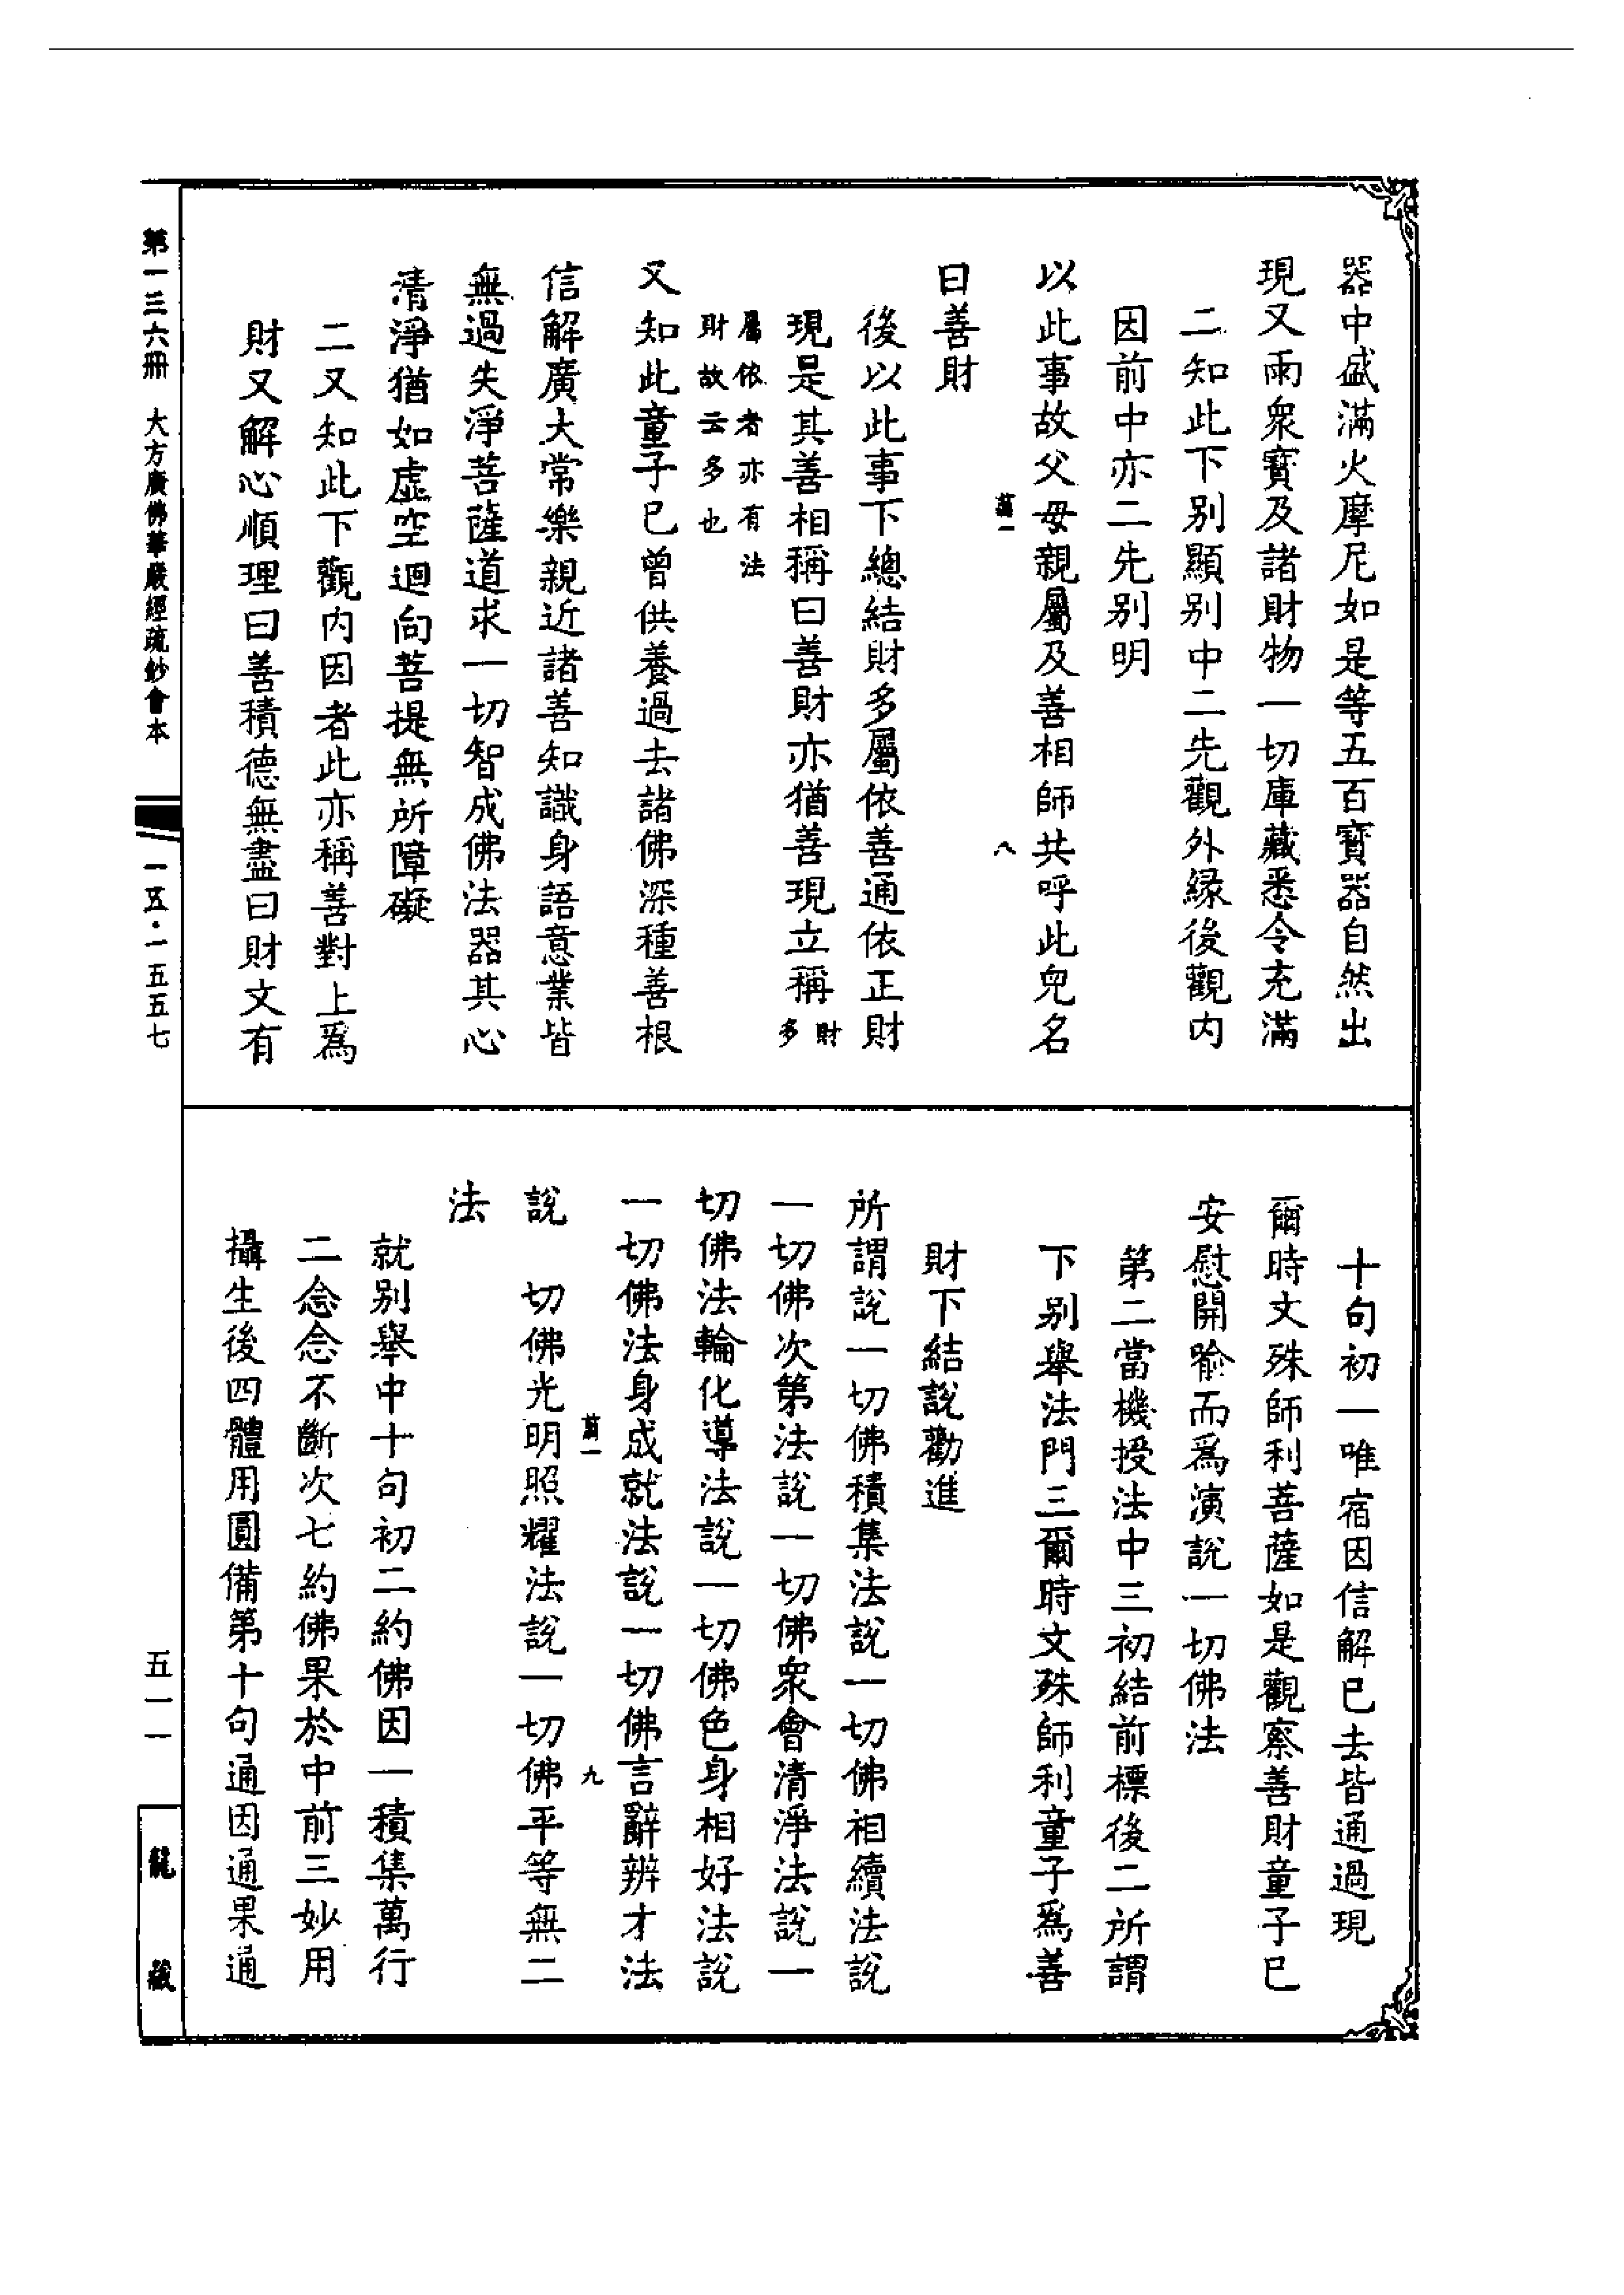 器中盛滿火摩尼如是等五百寶器自然出
現又雨衆寶及諸財物一切庫藏悉令充滿
二知此下別顯別中二先觀外緣後觀内
因前中亦二先別明
以此事故父母親屬及善相師共呼此兒名
萬一
八
曰善財
後以此事下總結財多屬依善通依正財
現是其善相稱曰善財亦猶善現立稱財
多
屬依者亦有法
財故云多也
又知此童子已曾供養過去諸佛深種善根
信解廣大常樂親近諸善知識身語意業皆
無過失淨菩薩道求一切智成佛法器其心
清淨猶如虛空迴向菩提無所障礙
二又知此下觀内因者此亦稱善對上爲
財又解心順理曰善積德無盡曰財文有
十句初一唯宿因信解已去皆通過現
爾時文殊師利菩薩如是觀察善財童子已
安慰開喻而爲演說一切佛法
第二當機授法中三初結前標後二所謂
下別舉法門三爾時文殊師利童子爲善
財下結說勸進
所謂說一切佛積集法說一切佛相續法說
一切佛次第法說一切佛衆會清淨法說一
切佛法輪化導法說一切佛色身相好法說
一切佛法身成就法說一切佛言辭辨才法
萬一
九
說 切佛光明照耀法說一切佛平等無二
法
就別舉中十句初二約佛因一積集萬行
二念念不斷次七約佛果於中前三妙用
攝生後四體用圓備第十句通因通果通
第一三六冊 大方廣佛華嚴經疏鈔會本
一五·一五五七
五一一
龍藏